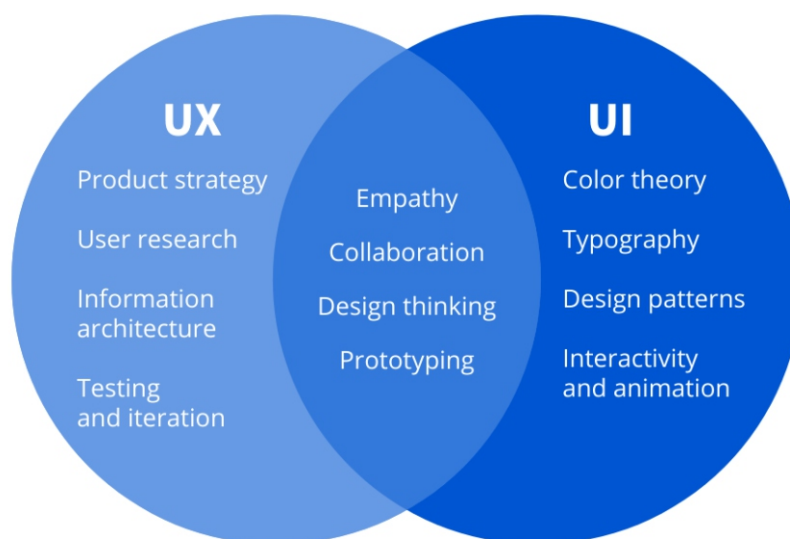 UX
Product strategy
User research
Information
architecture
Testing
and iteration
Empathy
Collaboration
Design thinking
Prototyping
UI
Color theory
Typography
Design patterns
Interactivity
and animation